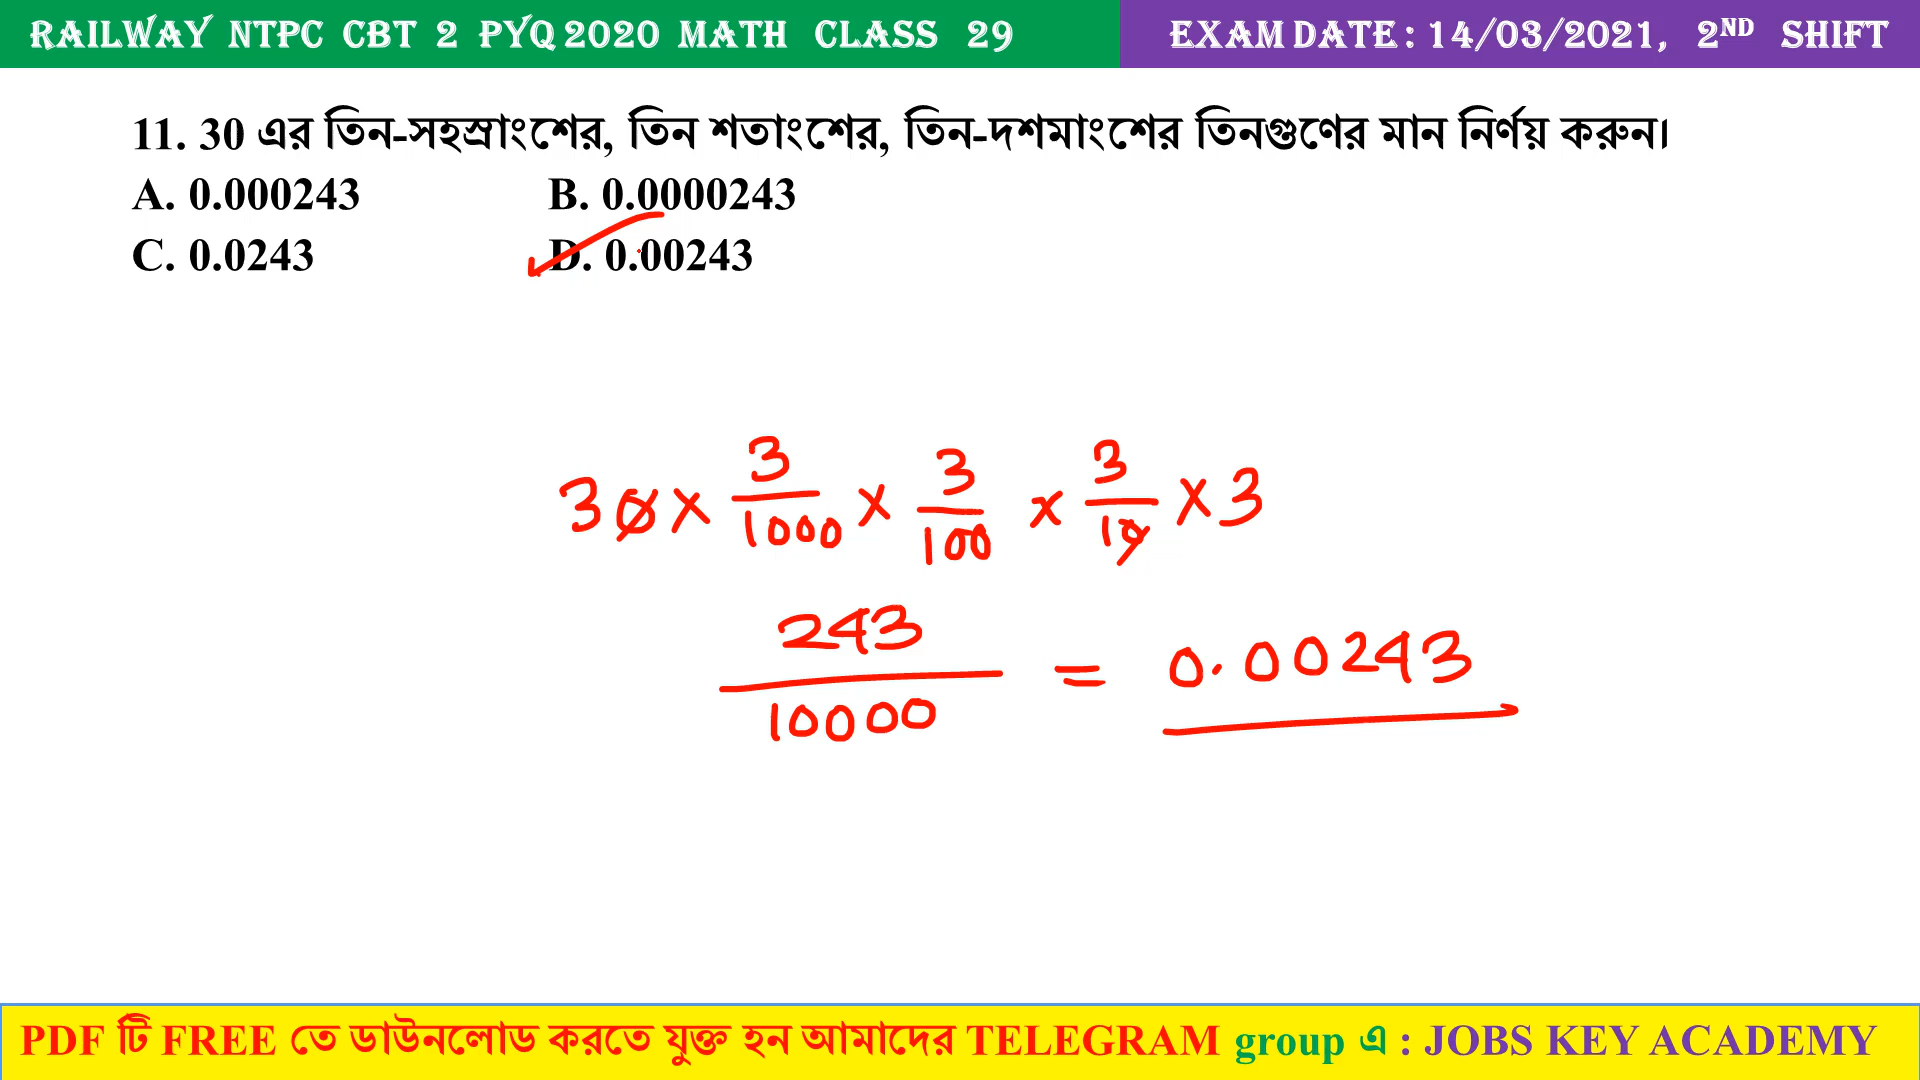 RAILWAY NTPC CBT 2 PYQ 2020 MATH CLASS 29
EXAM DATE : 14/03/2021, 2ND SHIFT
11. 30 এর তিন-সহস্রাংশের, তিন শতাংশের, তিন-দশমাংশের তিনগুণের মান নির্ণয় করুন।
A. 0.000243 B. 0.0000243
C. 0.0243 D. 0.00243
30 × 3/1000 × 3/100 × 3/10 × 3
243/10000 = 0.00243
PDF টি FREE তে ডাউনলোড করতে যুক্ত হন আমাদের TELEGRAM group এ : JOBS KEY ACADEMY